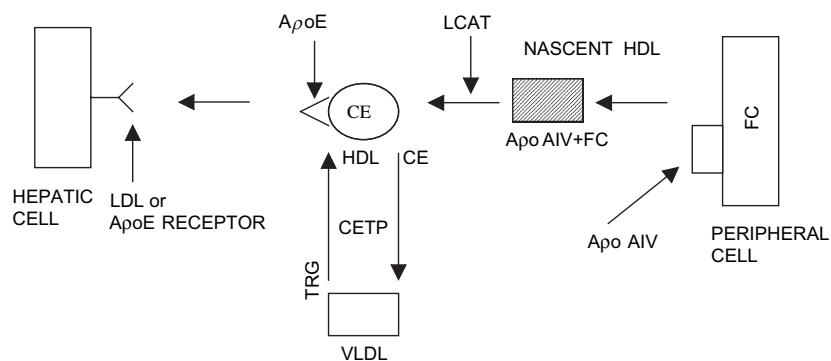 AρoE
LCAT
NASCENT HDL
FC
CE
Aρo AIV+FC
HDL
CE
HEPATIC
CELL
LDL or
AρoE RECEPTOR
CETP
TRG
Aρo AIV
PERIPHERAL
CELL
VLDL